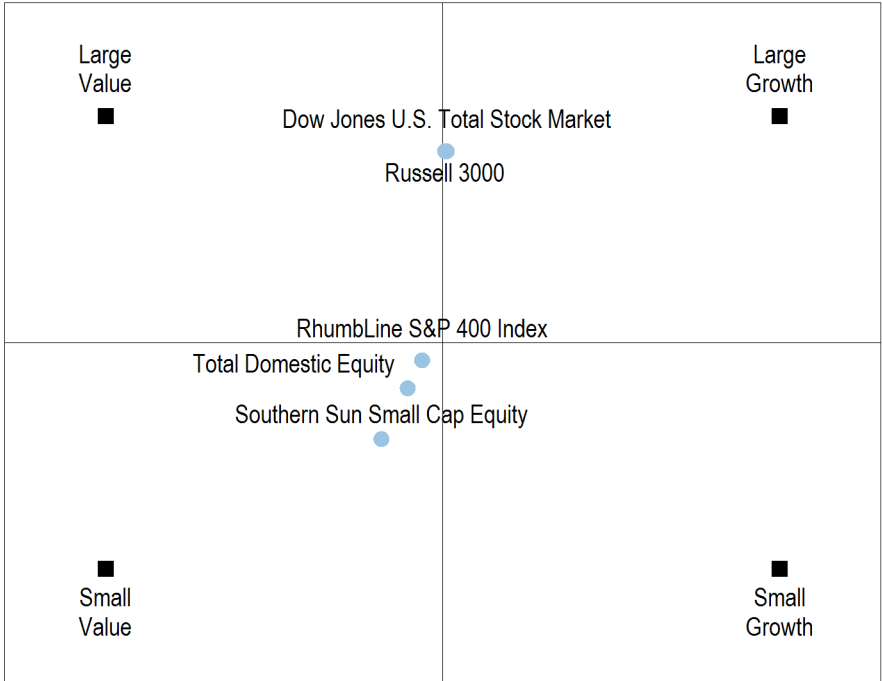 Large
Value
Large
Growth
Dow Jones U.S. Total Stock Market
Russell 3000
RhumbLine S&P 400 Index
Total Domestic Equity
Southern Sun Small Cap Equity
Small
Value
Small
Growth